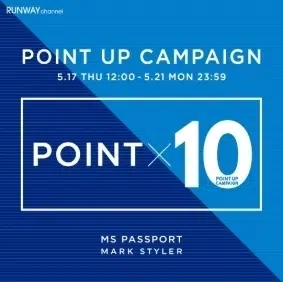 RUNWAY channel
POINT UP CAMPAIGN
5.17 THU 12:00 - 5.21 MON 23:59
POINT×10
POINT UP
CAMPAIGN
MS PASSPORT
MARK STYLER